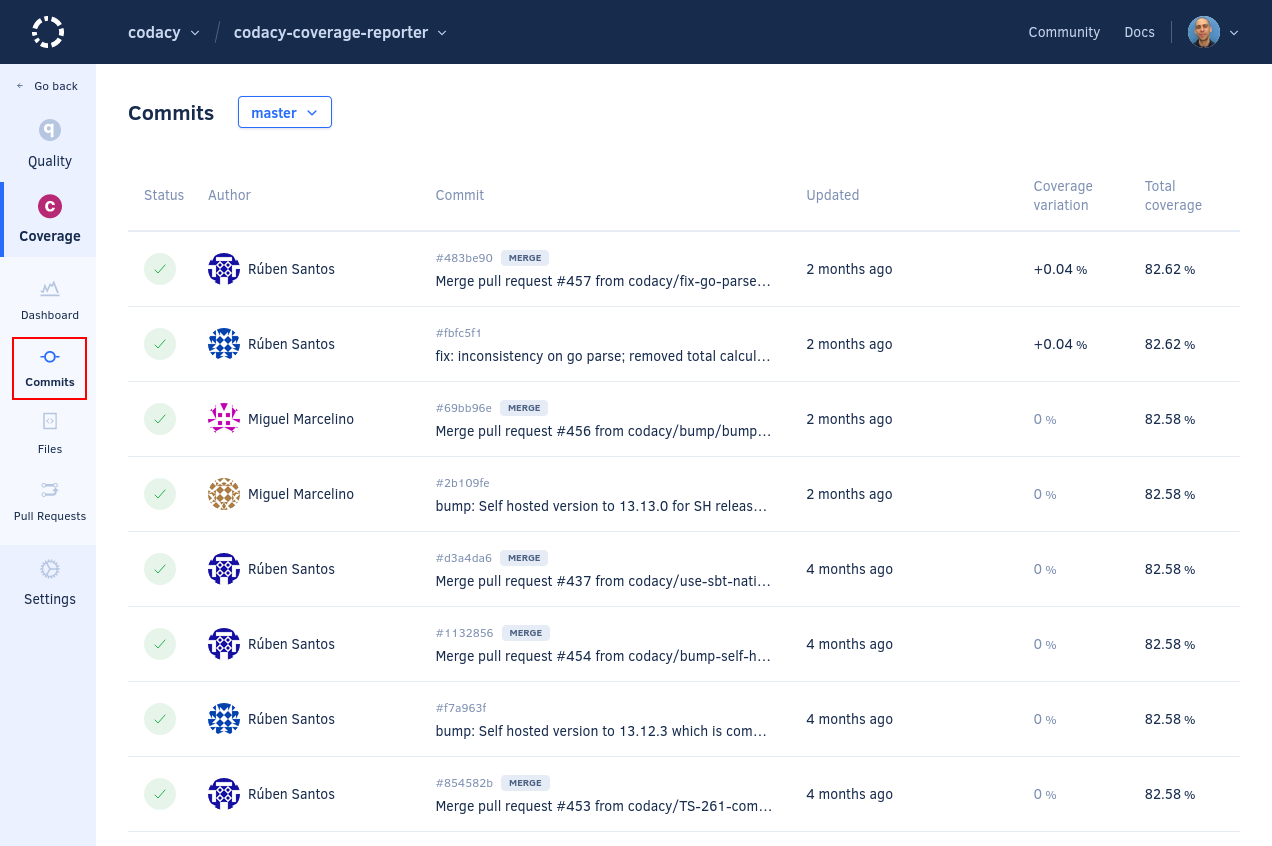 codacy / codacy-coverage-reporter
Community Docs
← Go back
Quality
C
Coverage
Dashboard
Commits
Files
Pull Requests
Settings
Commits master
Status Author Commit Updated Coverage variation Total coverage
Rúben Santos #483be90 MERGE
Merge pull request #457 from codacy/fix-go-parse… 2 months ago +0.04 % 82.62 %
Rúben Santos #fbfc5f1
fix: inconsistency on go parse; removed total calcul… 2 months ago +0.04 % 82.62 %
Miguel Marcelino #69bb96e MERGE
Merge pull request #456 from codacy/bump/bump… 2 months ago 0 % 82.58 %
Miguel Marcelino #2b109fe
bump: Self hosted version to 13.13.0 for SH releas… 2 months ago 0 % 82.58 %
Rúben Santos #d3a4da6 MERGE
Merge pull request #437 from codacy/use-sbt-nati… 4 months ago 0 % 82.58 %
Rúben Santos #1132856 MERGE
Merge pull request #454 from codacy/bump-self-h… 4 months ago 0 % 82.58 %
Rúben Santos #f7a963f
bump: Self hosted version to 13.12.3 which is com… 4 months ago 0 % 82.58 %
Rúben Santos #854582b MERGE
Merge pull request #453 from codacy/TS-261-com… 4 months ago 0 % 82.58 %